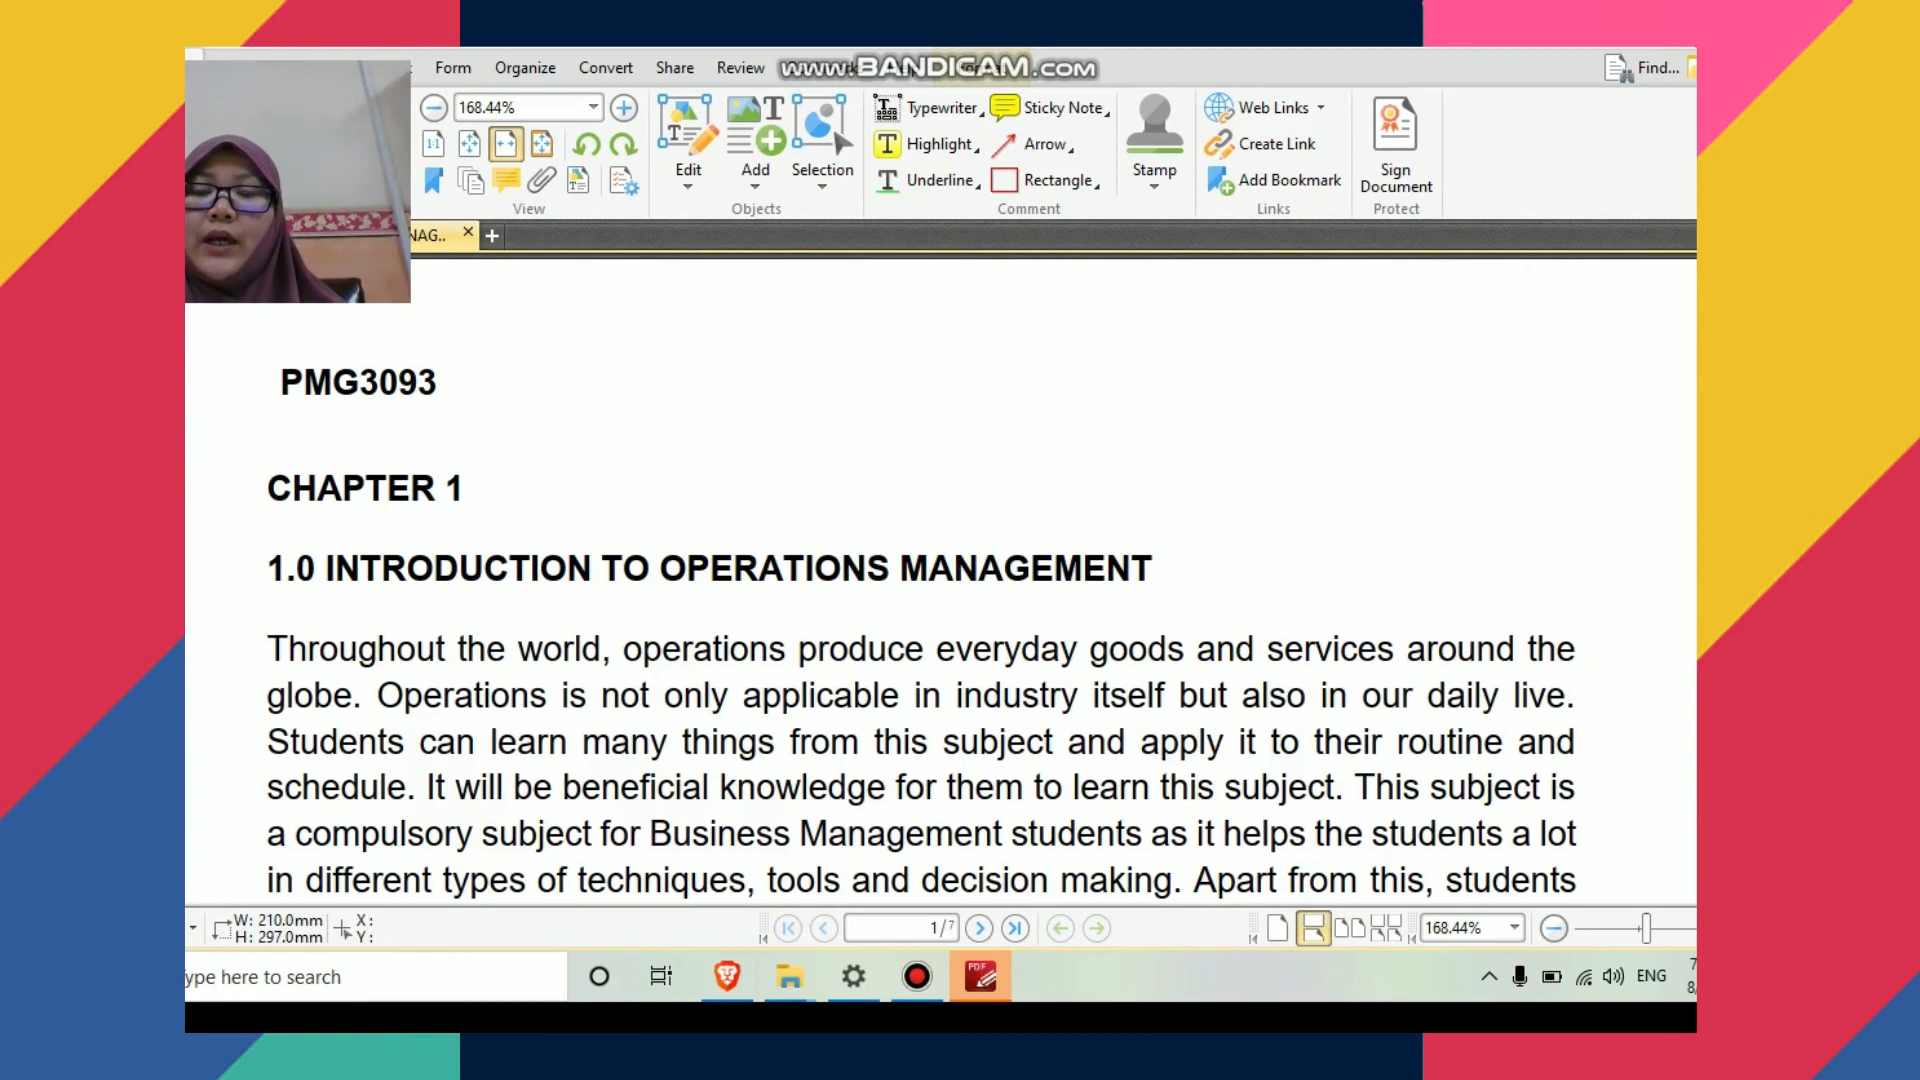 Form Organize Convert Share Review www.BANDICAM.com Find...
168.44% Typewriter Sticky Note Web Links
1:1 Highlight Arrow Create Link
Edit Add Selection Stamp Sign Document
Underline Rectangle Add Bookmark
View Objects Comment Links Protect
NAG..
PMG3093
CHAPTER 1
1.0 INTRODUCTION TO OPERATIONS MANAGEMENT
Throughout the world, operations produce everyday goods and services around the
globe. Operations is not only applicable in industry itself but also in our daily live.
Students can learn many things from this subject and apply it to their routine and
schedule. It will be beneficial knowledge for them to learn this subject. This subject is
a compulsory subject for Business Management students as it helps the students a lot
in different types of techniques, tools and decision making. Apart from this, students
W: 210.0mm X:
H: 297.0mm Y:
1/7 168.44%
ype here to search PDF ENG